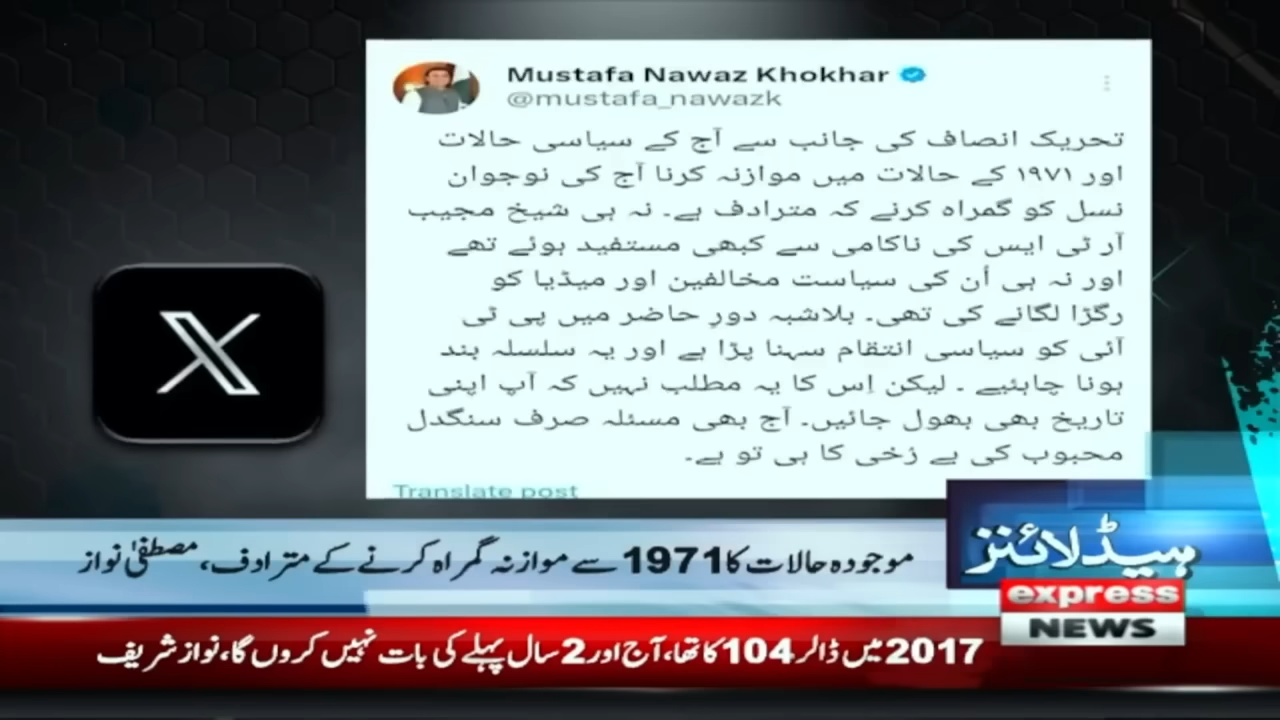 Mustafa Nawaz Khokhar
@mustafa_nawazk
تحریک انصاف کی جانب سے آج کے سیاسی حالات
اور ۱۹۷۱ کے حالات میں موازنہ کرنا آج کی نوجوان
نسل کو گمراہ کرنے کہ مترادف ہے۔ نہ ہی شیخ مجیب
آر ٹی ایس کی ناکامی سے کبھی مستفید ہوئے تھے
اور نہ ہی اُن کی سیاست مخالفین اور میڈیا کو
رگڑا لگانے کی تھی۔ بلاشبہ دورِ حاضر میں پی ٹی
آئی کو سیاسی انتقام سہنا پڑا ہے اور یہ سلسلہ بند
ہونا چاہئیے ۔ لیکن اِس کا یہ مطلب نہیں کہ آپ اپنی
تاریخ بھی بھول جائیں۔ آج بھی مسئلہ صرف سنگدل
محبوب کی بے رُخی کا ہی تو ہے۔
Translate post
موجودہ حالات کا 1971 سے موازنہ گمراہ کرنے کے مترادف، مصطفیٰ نواز
ہیڈلائنز
express
NEWS
2017 میں ڈالر 104 کا تھا، آج اور 2 سال پہلے کی بات نہیں کروں گا، نواز شریف